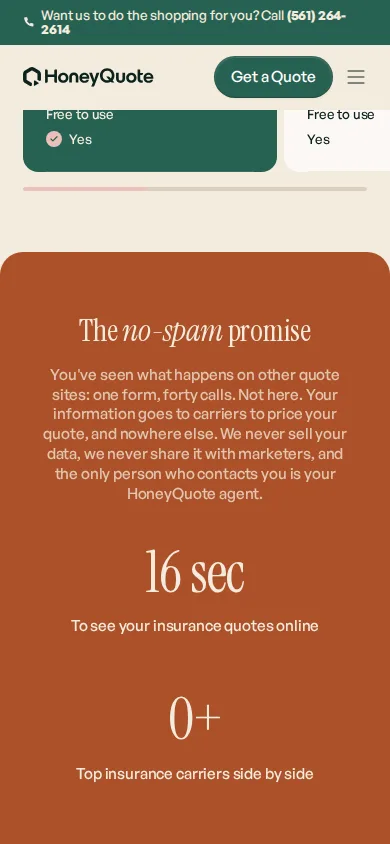 Want us to do the shopping for you? Call (561) 264-
2614
HoneyQuote
Get a Quote
Free to use
Yes
Free to use
Yes
The no-spam promise
You've seen what happens on other quote
sites: one form, forty calls. Not here. Your
information goes to carriers to price your
quote, and nowhere else. We never sell your
data, we never share it with marketers, and
the only person who contacts you is your
HoneyQuote agent.
16 sec
To see your insurance quotes online
0+
Top insurance carriers side by side